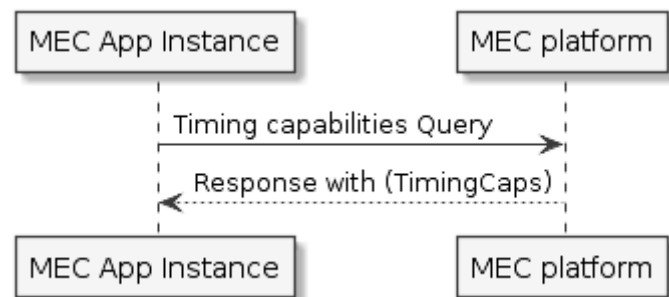 MEC App Instance
MEC platform
Timing capabilities Query
Response with (TimingCaps)
MEC App Instance
MEC platform